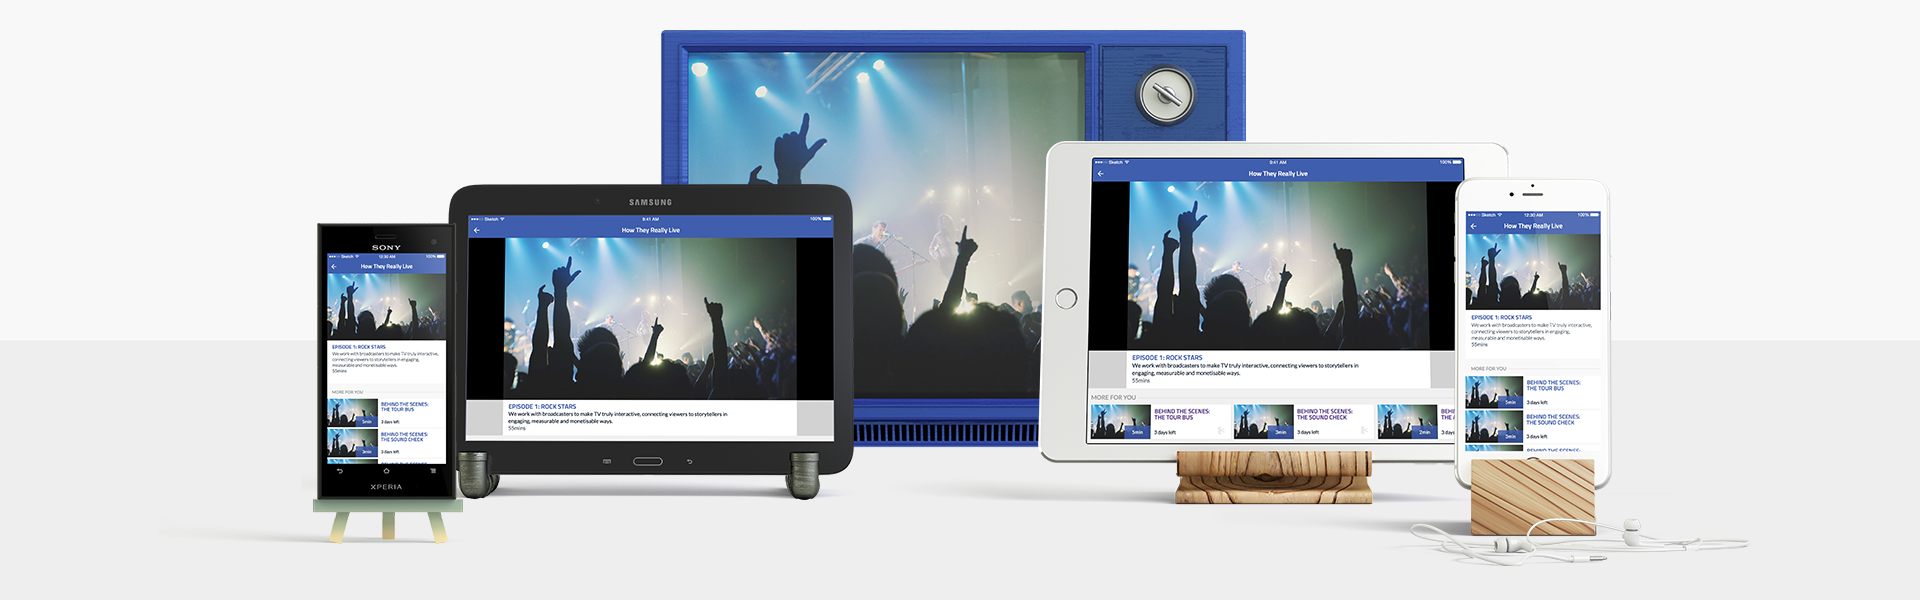 SONY
Sketch
12:30 AM
100%
How They Really Live
EPISODE 1: ROCK STARS
We work with broadcasters to make TV truly interactive,
connecting viewers to storytellers in engaging,
measurable and monetisable ways.
55mins
MORE FOR YOU
BEHIND THE SCENES:
THE TOUR BUS
5min
3 days left
BEHIND THE SCENES:
THE SOUND CHECK
3min
3 days left
XPERIA
SAMSUNG
Sketch
9:41 AM
100%
How They Really Live
EPISODE 1: ROCK STARS
We work with broadcasters to make TV truly interactive, connecting viewers to storytellers in
engaging, measurable and monetisable ways.
55mins
Sketch
9:41 AM
100%
How They Really Live
EPISODE 1: ROCK STARS
We work with broadcasters to make TV truly interactive, connecting viewers to storytellers in
engaging, measurable and monetisable ways.
55mins
MORE FOR YOU
BEHIND THE SCENES:
THE TOUR BUS
5min
3 days left
BEHIND THE SCENES:
THE SOUND CHECK
3min
3 days left
BEH
THE
2min
3 days
Sketch
12:30 AM
100%
How They Really Live
EPISODE 1: ROCK STARS
We work with broadcasters to make TV truly interactive,
connecting viewers to storytellers in engaging,
measurable and monetisable ways.
55mins
MORE FOR YOU
BEHIND THE SCENES:
THE TOUR BUS
5min
3 days left
BEHIND THE SCENES:
THE SOUND CHECK
3min
3 days left